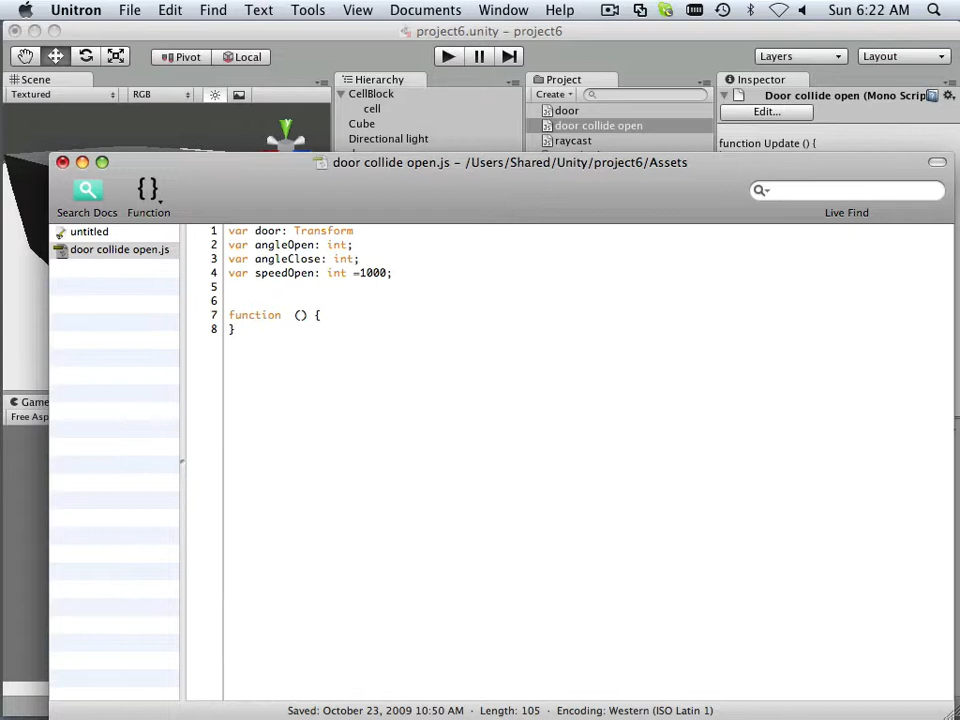 Unitron File Edit Find Text Tools View Documents Window Help Sun 6:22 AM
project6.unity – project6
Pivot Local Layers Layout
Scene Hierarchy Project Inspector
Textured RGB CellBlock Create Door collide open (Mono Scrip
cell door Edit...
Cube door collide open
Directional light raycast function Update () {
door collide open.js – /Users/Shared/Unity/project6/Assets
{}
Search Docs Function Live Find
untitled
door collide open.js
1 var door: Transform
2 var angleOpen: int;
3 var angleClose: int;
4 var speedOpen: int =1000;
5
6
7 function () {
8 }
Game
Free Asp
Saved: October 23, 2009 10:50 AM Length: 105 Encoding: Western (ISO Latin 1)